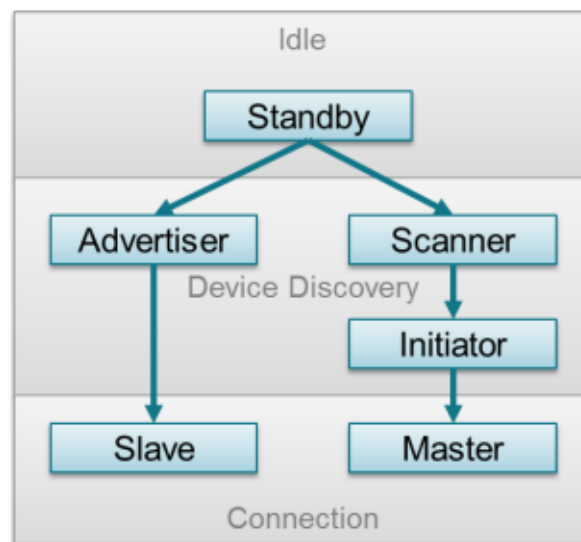 Idle
Standby
Advertiser
Scanner
Device Discovery
Initiator
Slave
Master
Connection